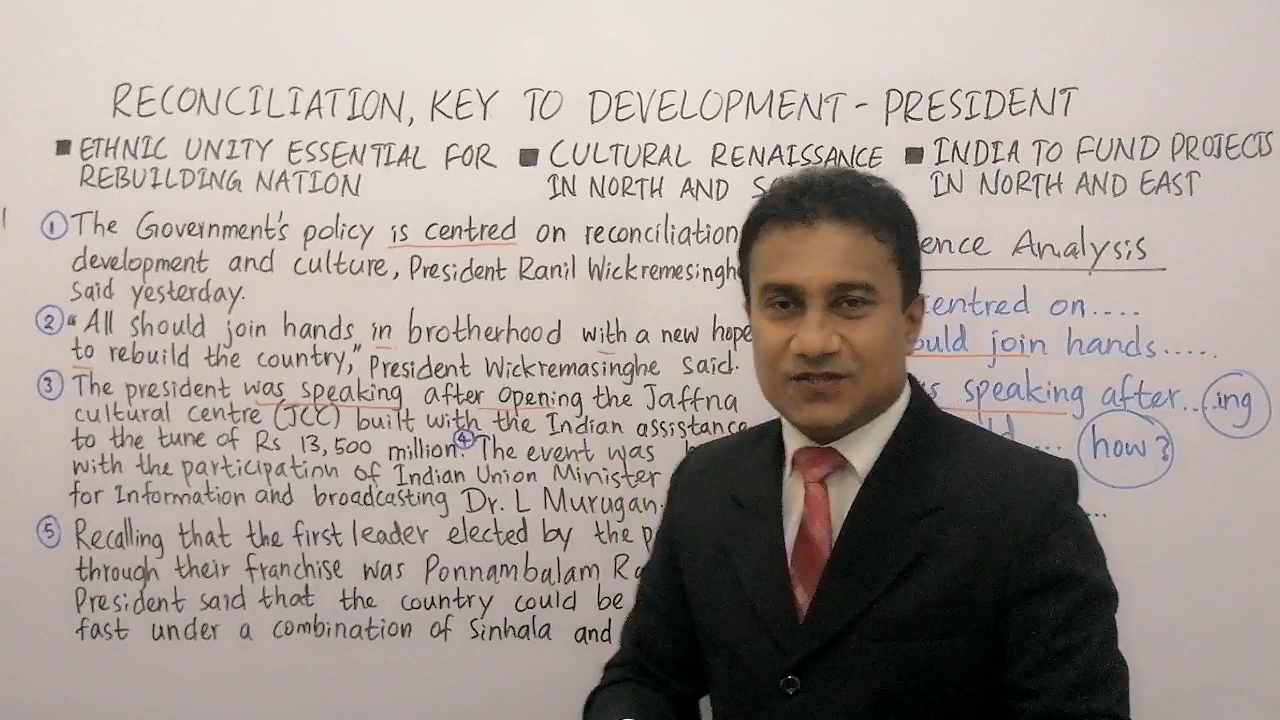 RECONCILIATION, KEY TO DEVELOPMENT - PRESIDENT
■ ETHNIC UNITY ESSENTIAL FOR
REBUILDING NATION
■ CULTURAL RENAISSANCE
IN NORTH AND
■ INDIA TO FUND PROJECTS
IN NORTH AND EAST
① The Government's policy is centred on reconciliation
development and culture, President Ranil Wickremesinghe
said yesterday.
② "All should join hands in brotherhood with a new hope
to rebuild the country," President Wickremasinghe said.
③ The president was speaking after opening the Jaffna
cultural centre (JCC) built with the Indian assistance
to the tune of Rs 13,500 million. ④ The event was
with the participation of Indian Union Minister
for Information and broadcasting Dr. L Murugan.
⑤ Recalling that the first leader elected by the
through their franchise was Ponnambalam
President said that the country could be
fast under a combination of Sinhala and
Analysis
centred on....
join hands.....
speaking after.. ing
how?